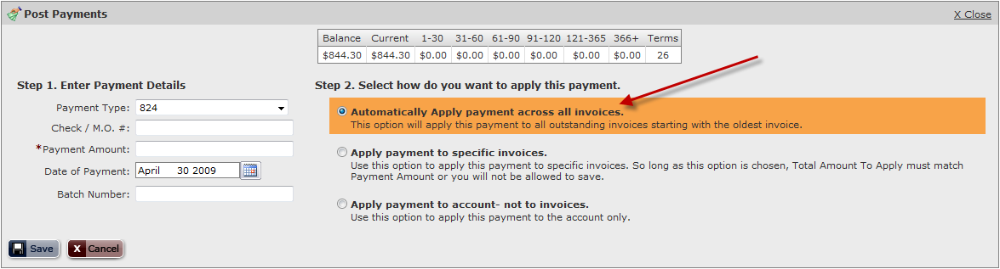 Post Payments
X Close
Balance Current 1-30 31-60 61-90 91-120 121-365 366+ Terms
$844.30 $844.30 $0.00 $0.00 $0.00 $0.00 $0.00 $0.00 26
Step 1. Enter Payment Details
Payment Type: 824
Check / M.O. #:
*Payment Amount:
Date of Payment: April 30 2009
Batch Number:
Step 2. Select how do you want to apply this payment.
Automatically Apply payment across all invoices.
This option will apply this payment to all outstanding invoices starting with the oldest invoice.
Apply payment to specific invoices.
Use this option to apply this payment to specific invoices. So long as this option is chosen, Total Amount To Apply must match
Payment Amount or you will not be allowed to save.
Apply payment to account- not to invoices.
Use this option to apply this payment to the account only.
Save
X Cancel